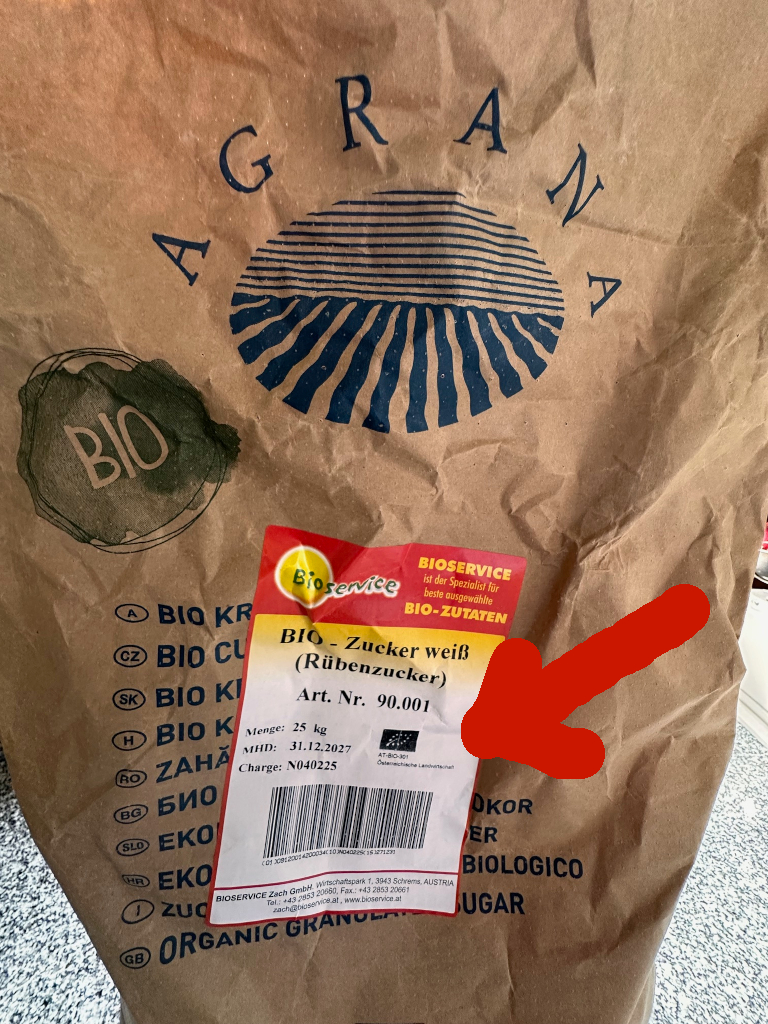 AGRANA
BIO
Bioservice
BIOSERVICE
ist der Spezialist für
beste ausgewählte
BIO-ZUTATEN
BIO - Zucker weiß
(Rübenzucker)
Art. Nr. 90.001
Menge: 25 kg
MHD: 31.12.2027
Charge: N040225
AT-BIO-301
Österreichische Landwirtschaft
BIOSERVICE Zach GmbH, Wirtschaftspark 1, 3943 Schrems, AUSTRIA
Tel.: +43 2853 20660, Fax.: +43 2853 20661
zach@bioservice.at , www.bioservice.at
A BIO KR
CZ BIO CU
SK BIO
H BIO K
RO ZAHĂ
BG БИО OKOR
SLO EKO
HR EKO BIOLOGICO
I ZUC UGAR
GB ORGANIC